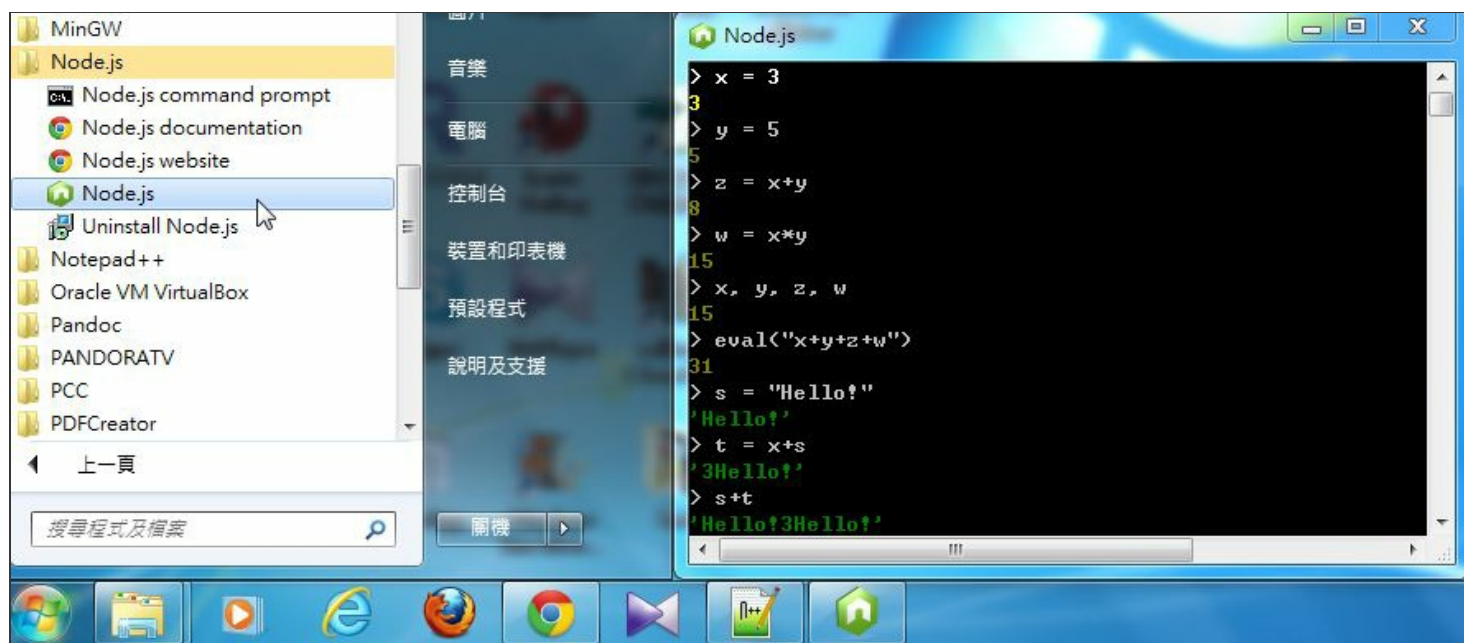 MinGW
Node.js
Node.js command prompt
Node.js documentation
Node.js website
Node.js
Uninstall Node.js
Notepad++
Oracle VM VirtualBox
Pandoc
PANDORATV
PCC
PDFCreator
上一頁
搜尋程式及檔案
圖片
音樂
電腦
控制台
裝置和印表機
預設程式
說明及支援
關機
Node.js
> x = 3
3
> y = 5
5
> z = x+y
8
> w = x*y
15
> x, y, z, w
15
> eval("x+y+z+w")
31
> s = "Hello!"
'Hello!'
> t = x+s
'3Hello!'
> s+t
'Hello!3Hello!'